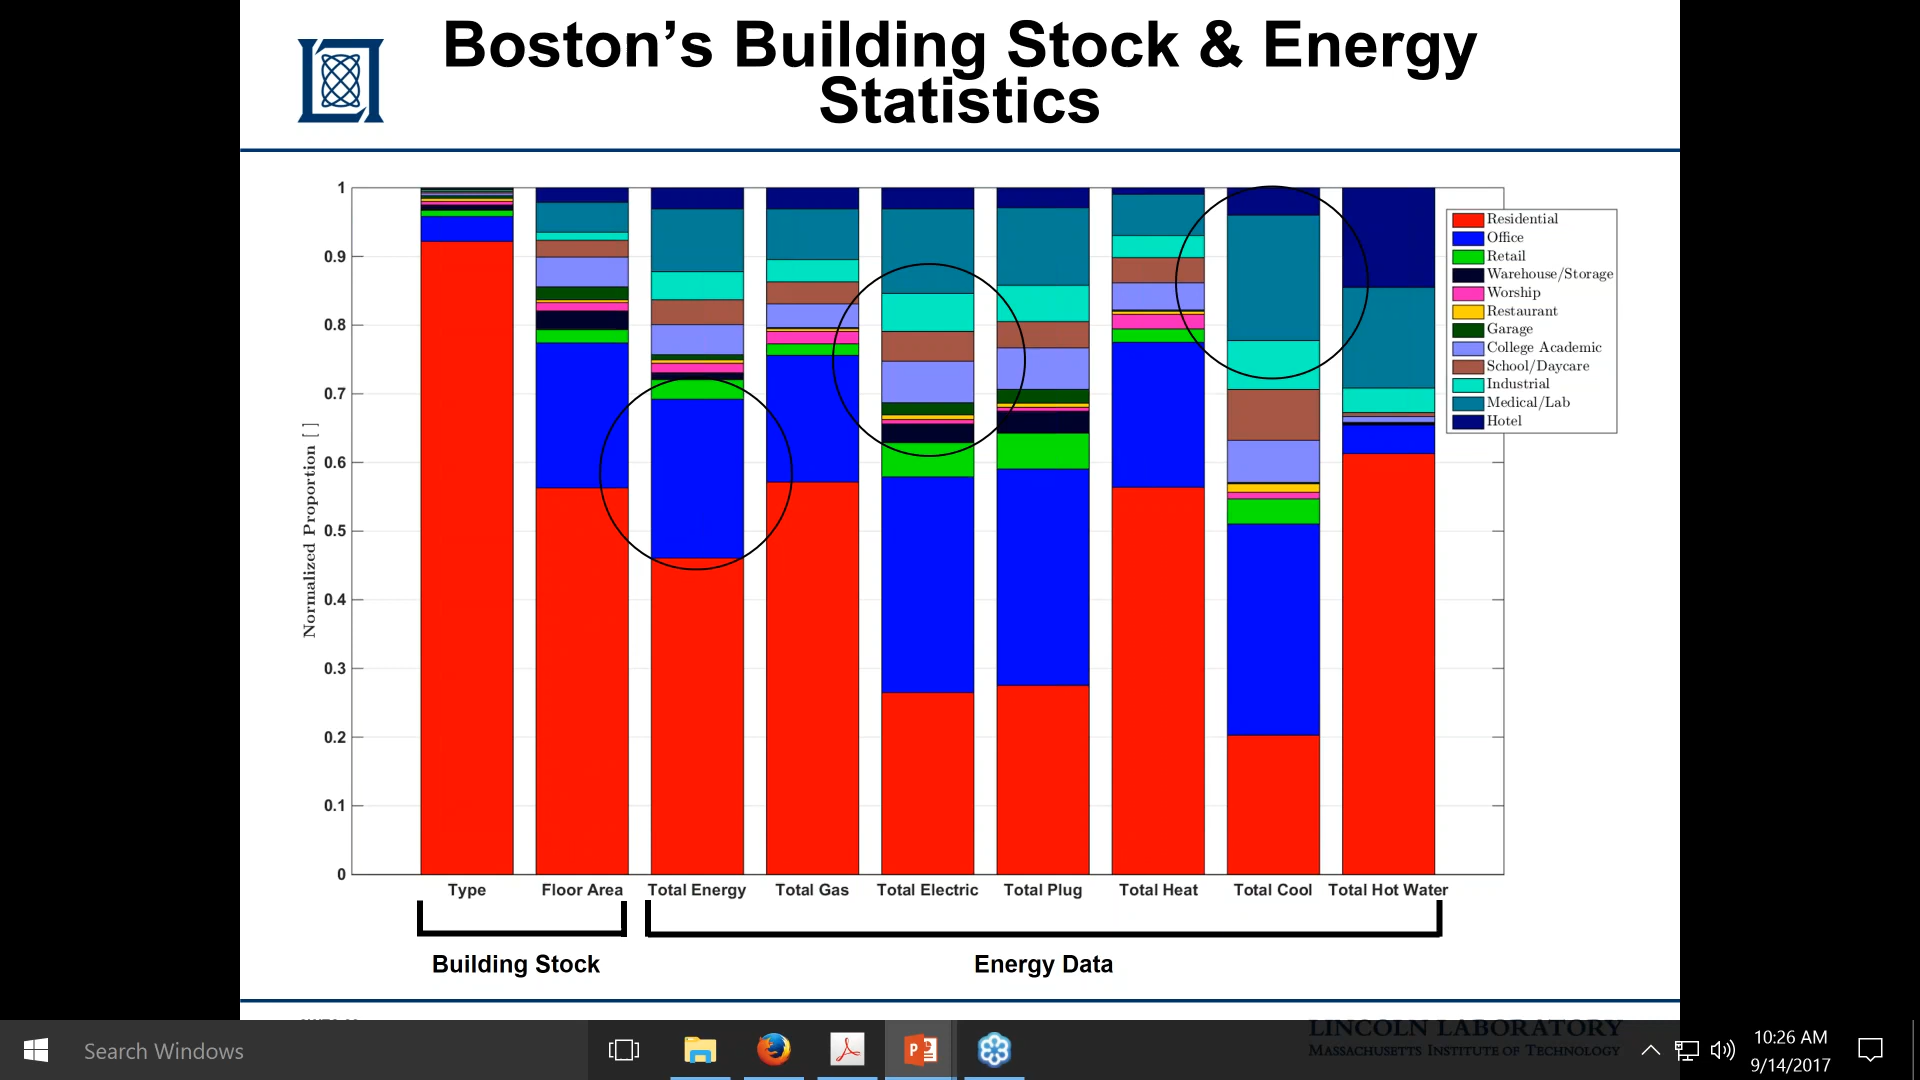 Boston's Building Stock & Energy
Statistics
1
0.9
0.8
0.7
0.6
0.5
0.4
0.3
0.2
0.1
0
Normalized Proportion [ ]
Residential
Office
Retail
Warehouse/Storage
Worship
Restaurant
Garage
College Academic
School/Daycare
Industrial
Medical/Lab
Hotel
Type
Floor Area
Total Energy
Total Gas
Total Electric
Total Plug
Total Heat
Total Cool
Total Hot Water
Building Stock
Energy Data
LINCOLN LABORATORY
MASSACHUSETTS INSTITUTE OF TECHNOLOGY
Search Windows
10:26 AM
9/14/2017